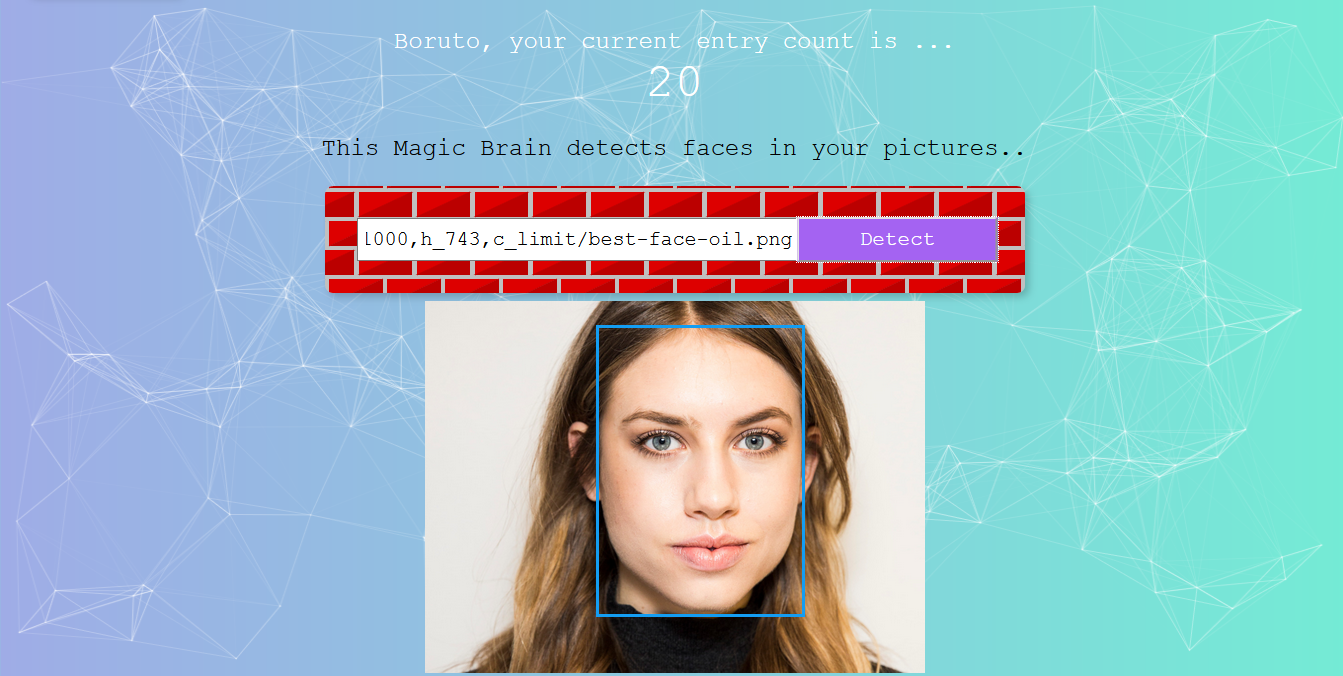 Boruto, your current entry count is ...
20
This Magic Brain detects faces in your pictures..
1000,h_743,c_limit/best-face-oil.png Detect